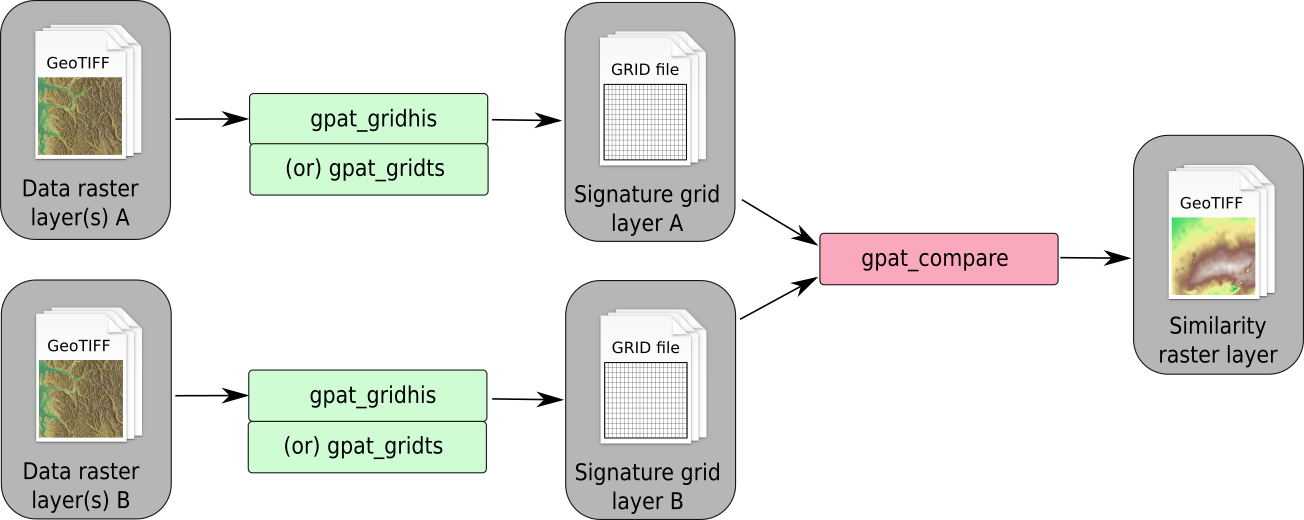 GeoTIFF
Data raster
layer(s) A
gpat_gridhis
(or) gpat_gridts
GRID file
Signature grid
layer A
GeoTIFF
Data raster
layer(s) B
gpat_gridhis
(or) gpat_gridts
GRID file
Signature grid
layer B
gpat_compare
GeoTIFF
Similarity
raster layer